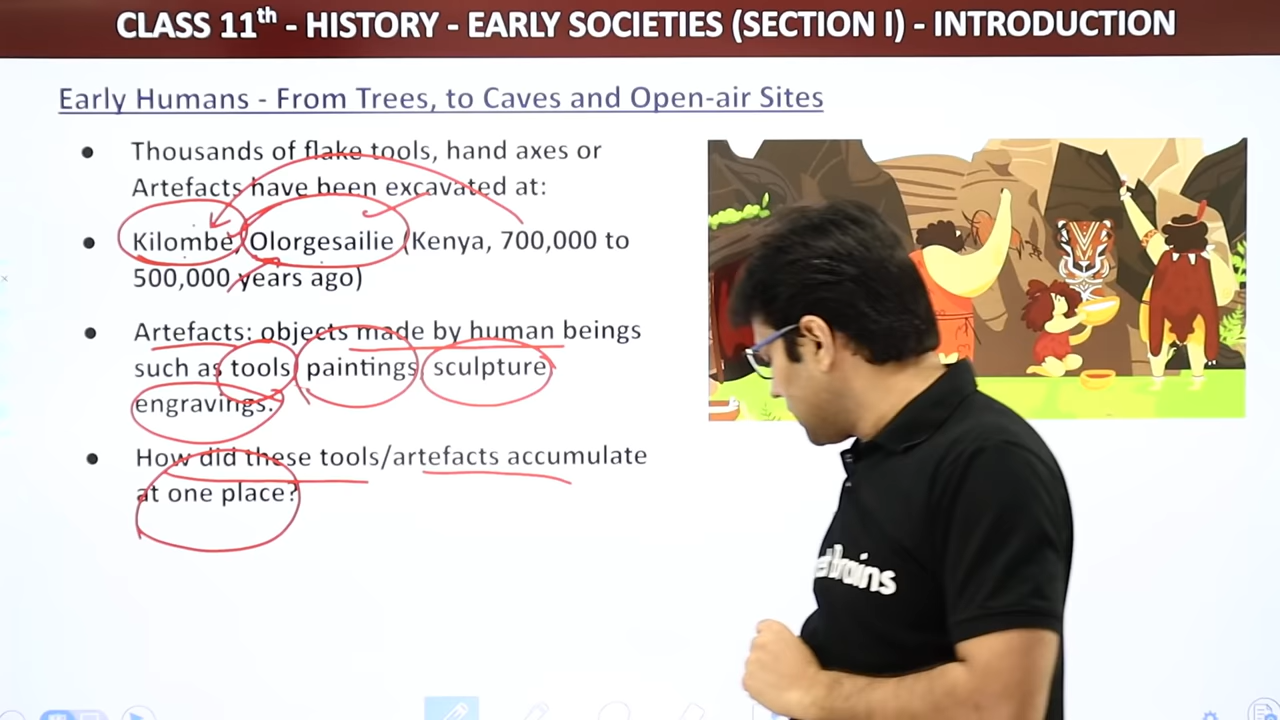 CLASS 11th - HISTORY - EARLY SOCIETIES (SECTION I) - INTRODUCTION
Early Humans - From Trees, to Caves and Open-air Sites
● Thousands of flake tools, hand axes or
Artefacts have been excavated at:
● Kilombe, Olorgesailie (Kenya, 700,000 to
500,000 years ago)
● Artefacts: objects made by human beings
such as tools, paintings, sculpture,
engravings.
● How did these tools/artefacts accumulate
at one place?
Brains